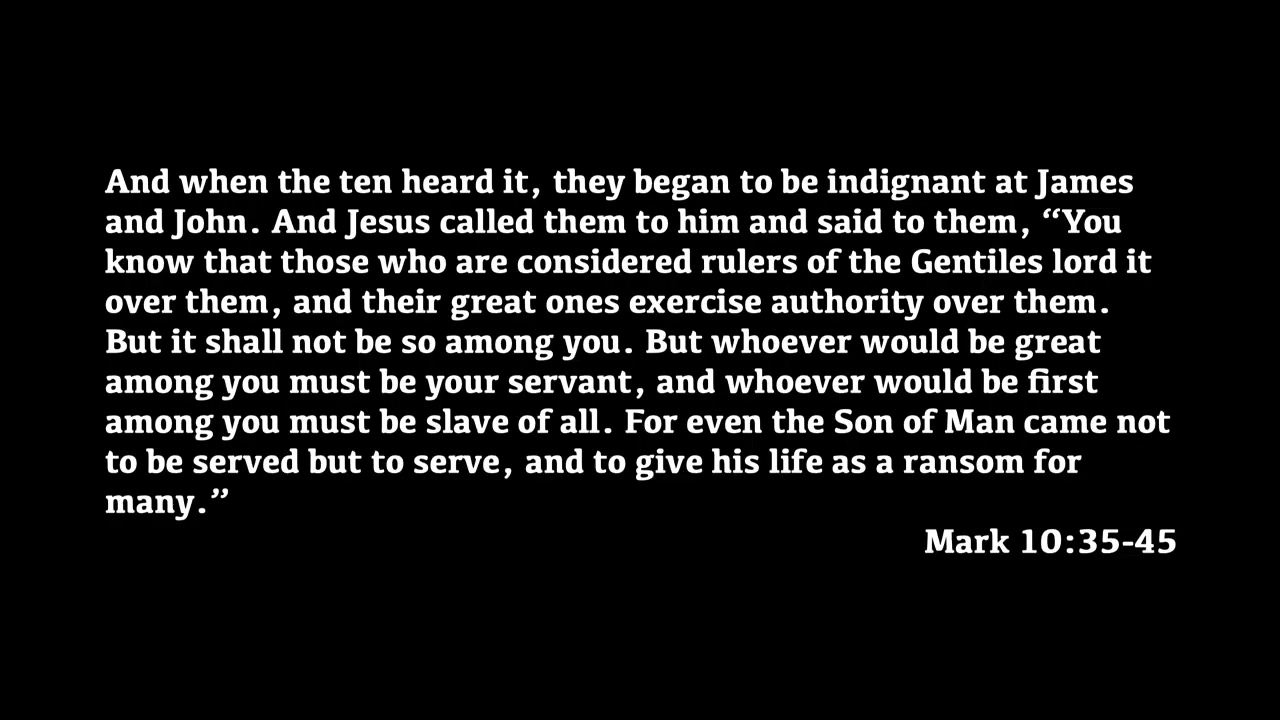 And when the ten heard it, they began to be indignant at James
and John. And Jesus called them to him and said to them, “You
know that those who are considered rulers of the Gentiles lord it
over them, and their great ones exercise authority over them.
But it shall not be so among you. But whoever would be great
among you must be your servant, and whoever would be first
among you must be slave of all. For even the Son of Man came not
to be served but to serve, and to give his life as a ransom for
many.”
Mark 10:35-45